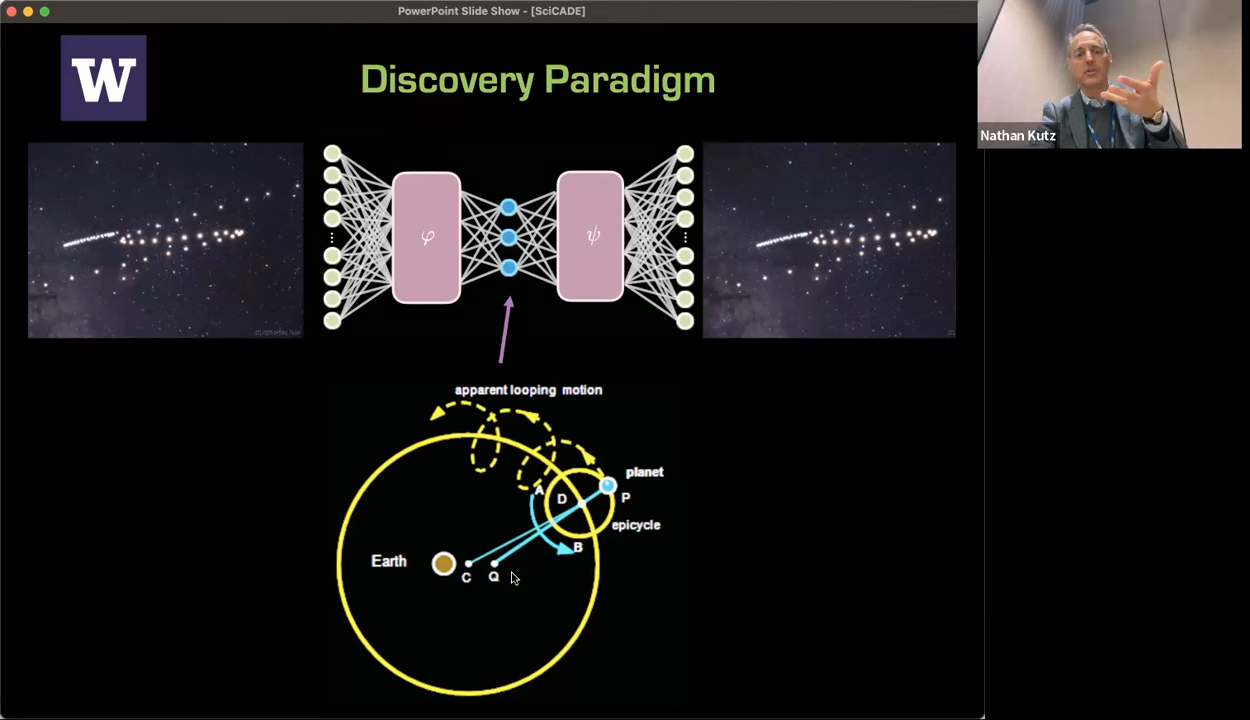 PowerPoint Slide Show - [SciCADE]
W
Discovery Paradigm
Nathan Kutz
φ
ψ
apparent looping motion
planet
A
D
P
epicycle
B
Earth
C
Q